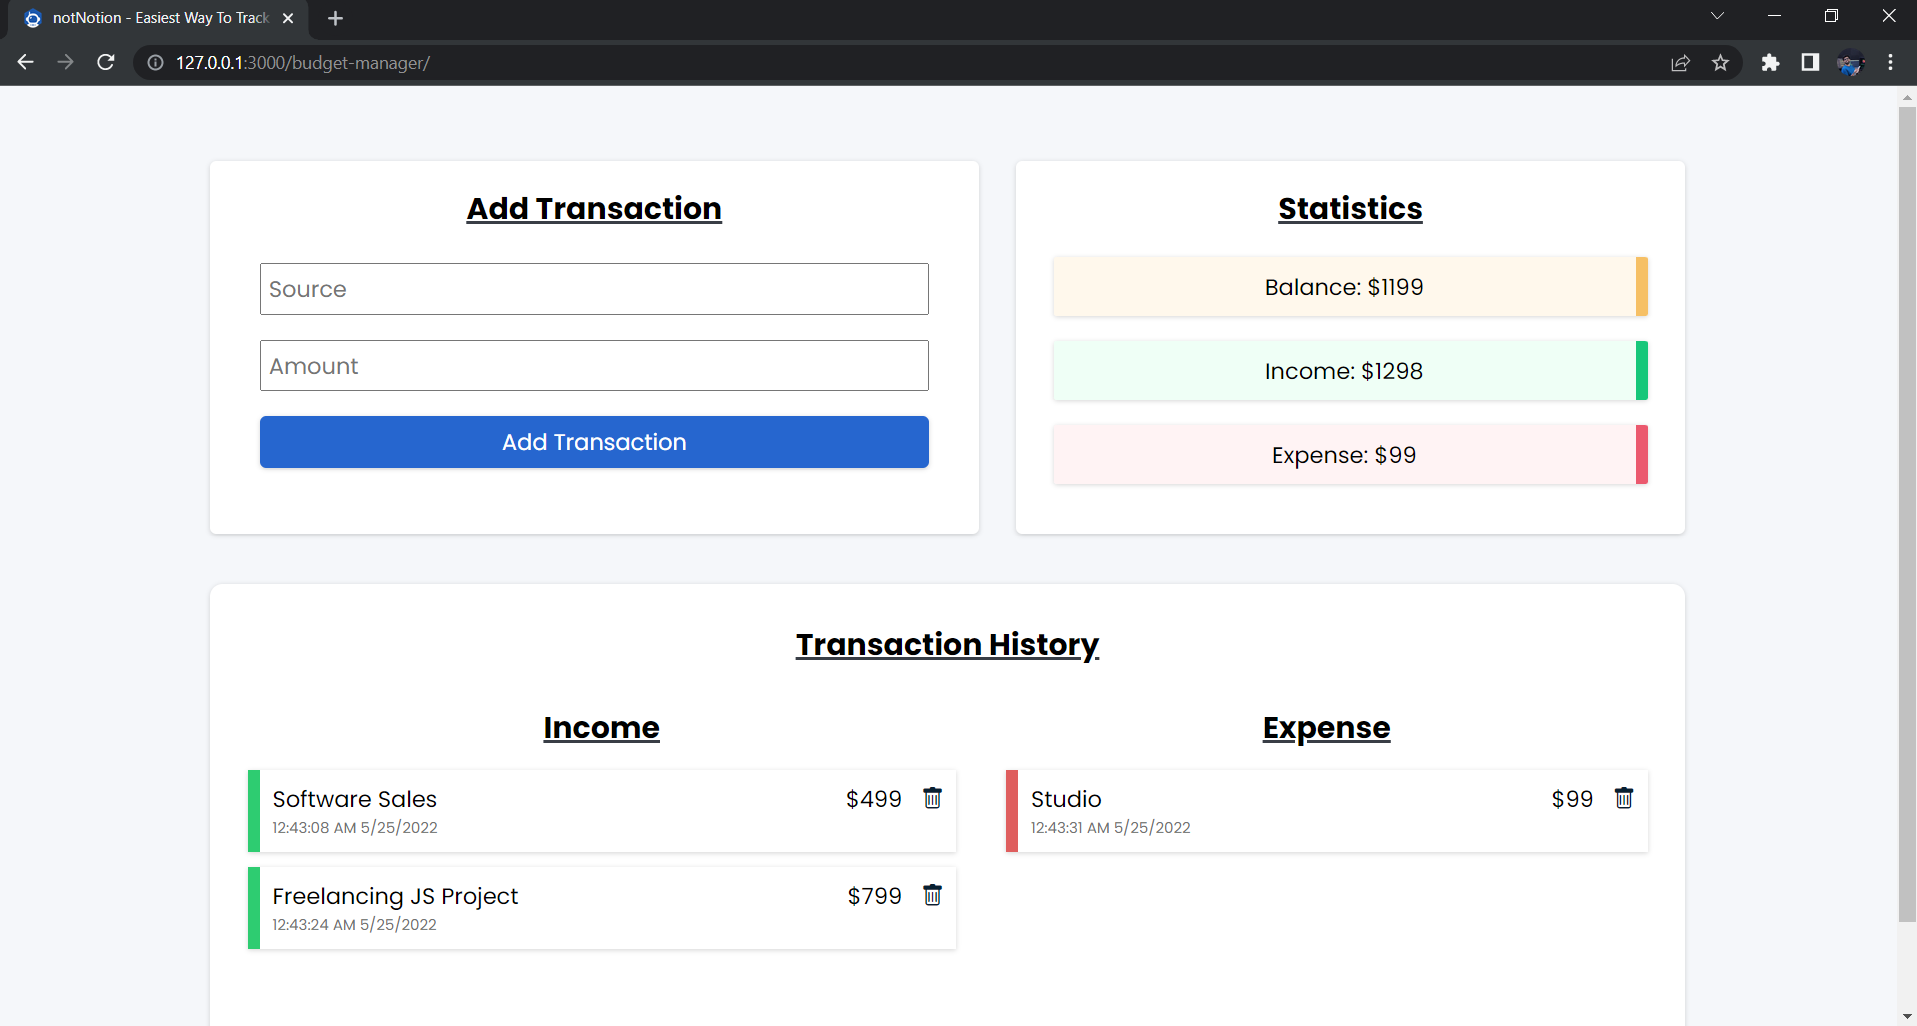 notNotion - Easiest Way To Track
127.0.0.1:3000/budget-manager/
Add Transaction
Source
Amount
Add Transaction
Statistics
Balance: $1199
Income: $1298
Expense: $99
Transaction History
Income
Software Sales
$499
12:43:08 AM 5/25/2022
Freelancing JS Project
$799
12:43:24 AM 5/25/2022
Expense
Studio
$99
12:43:31 AM 5/25/2022